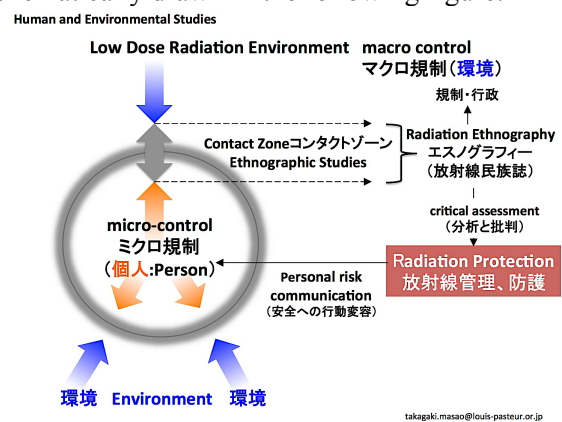 Human and Environmental Studies
Low Dose Radiation Environment macro control
マクロ規制(環境)
規制・行政
Contact Zoneコンタクトゾーン
Ethnographic Studies
Radiation Ethnography
エスノグラフィー
(放射線民族誌)
critical assessment
(分析と批判)
micro-control
ミクロ規制
(個人:Person)
Radiation Protection
放射線管理、防護
Personal risk
communication
(安全への行動変容)
環境 Environment 環境
takagaki.masao@louis-pasteur.or.jp